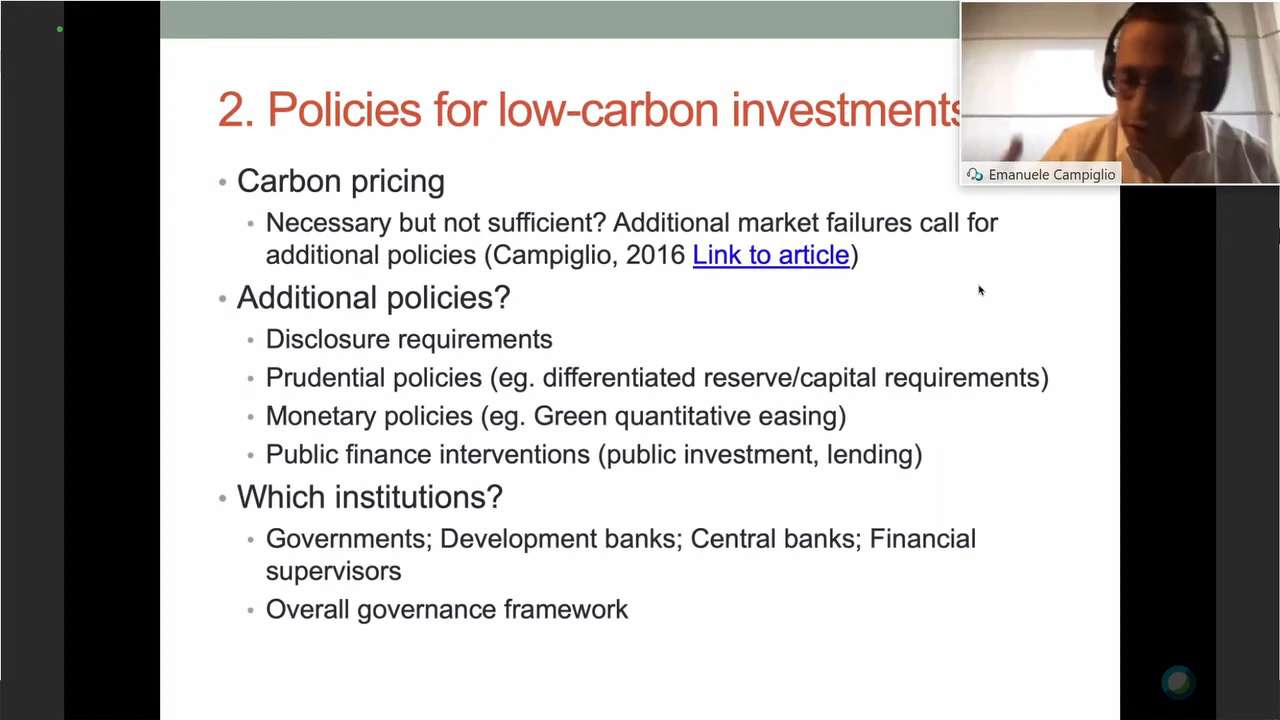 2. Policies for low-carbon investments
Emanuele Campiglio
• Carbon pricing
• Necessary but not sufficient? Additional market failures call for
additional policies (Campiglio, 2016 Link to article)
• Additional policies?
• Disclosure requirements
• Prudential policies (eg. differentiated reserve/capital requirements)
• Monetary policies (eg. Green quantitative easing)
• Public finance interventions (public investment, lending)
• Which institutions?
• Governments; Development banks; Central banks; Financial
supervisors
• Overall governance framework